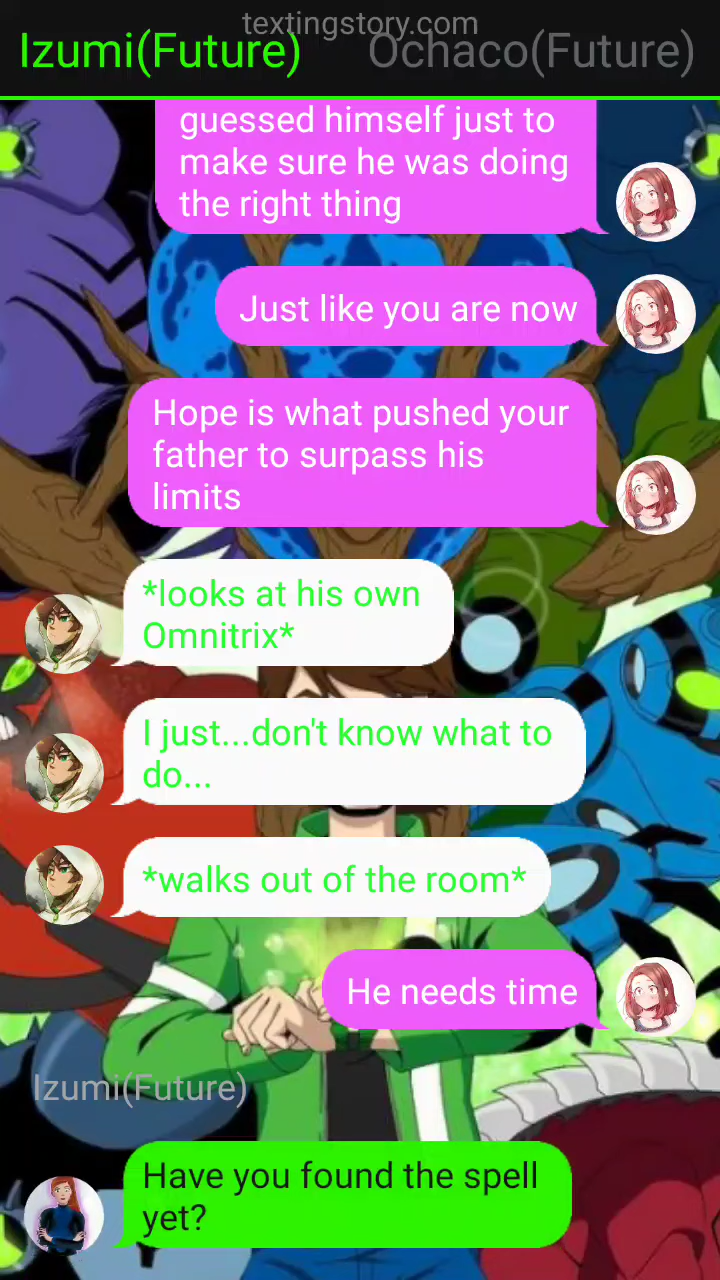 textingstory.com
Izumi(Future) Ochaco(Future)
guessed himself just to
make sure he was doing
the right thing
Just like you are now
Hope is what pushed your
father to surpass his
limits
*looks at his own
Omnitrix*
I just...don't know what to
do...
*walks out of the room*
He needs time
Izumi(Future)
Have you found the spell
yet?